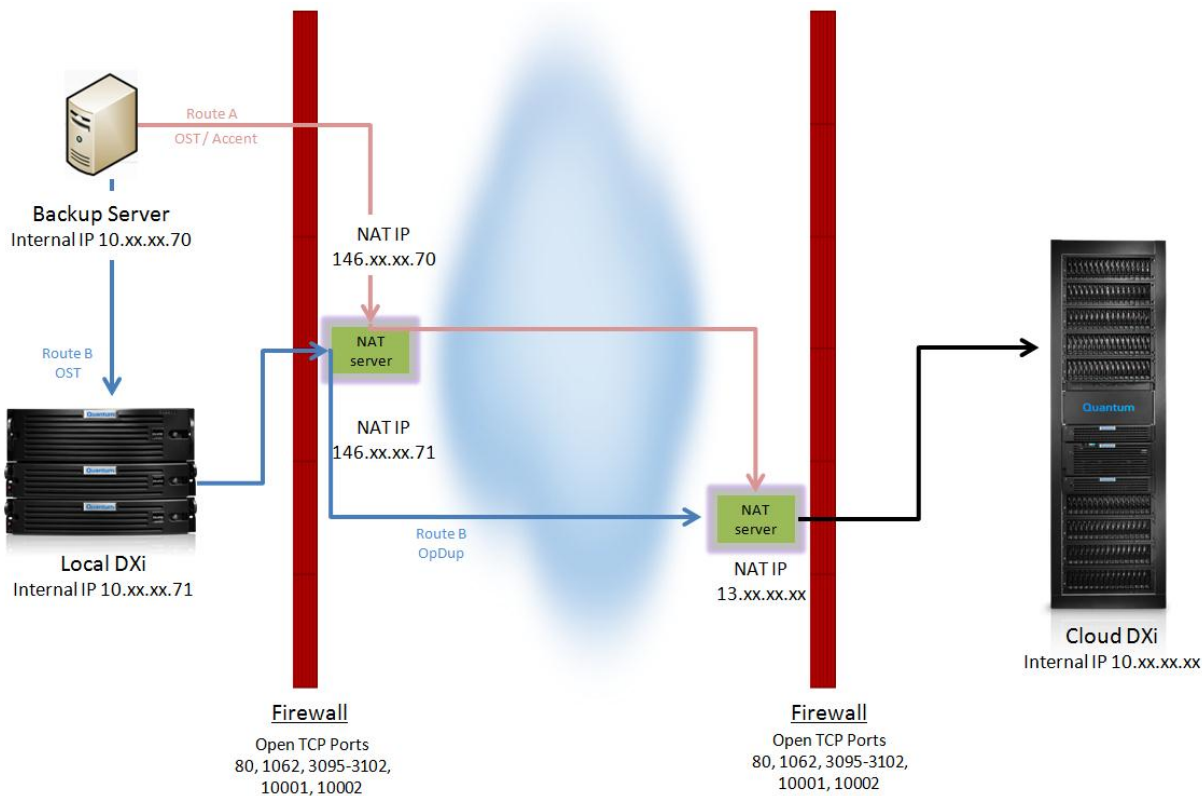 Route A
OST / Accent
Backup Server
Internal IP 10.xx.xx.70
NAT IP
146.xx.xx.70
NAT
server
Route B
OST
NAT IP
146.xx.xx.71
Quantum
Quantum
Quantum
Quantum
Local DXi
Internal IP 10.xx.xx.71
Route B
OpDup
NAT
server
NAT IP
13.xx.xx.xx
Cloud DXi
Internal IP 10.xx.xx.xx
Firewall
Open TCP Ports
80, 1062, 3095-3102,
10001, 10002
Firewall
Open TCP Ports
80, 1062, 3095-3102,
10001, 10002